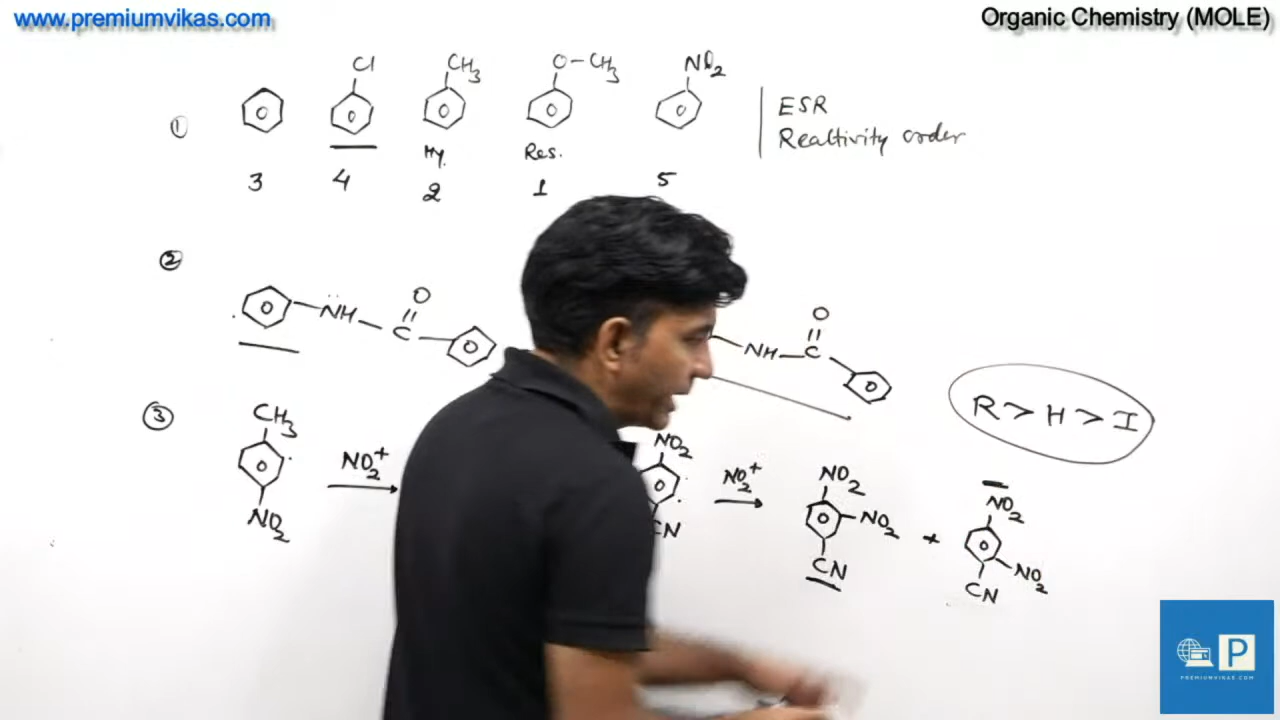 www.premiumvikas.com
Organic Chemistry (MOLE)
① Cl CH3 O-CH3 NO2 ESR
Realtivity order
Hy. Res.
3 4 2 1 5
②
NH C O NH C O
R > H > I
③ CH3 NO2+ NO2 NO2+ NO2 NO2 + NO2 NO2
NO2 CN CN CN
P
PREMIUMVIKAS.COM